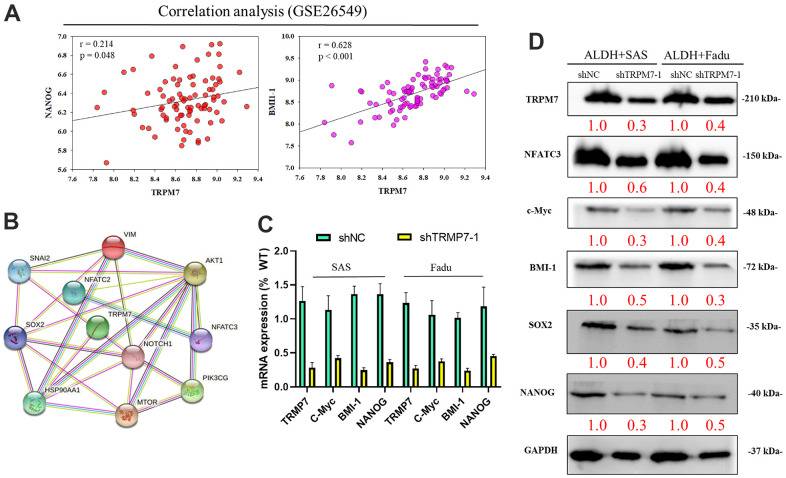 A
Correlation analysis (GSE26549)
r = 0.214
p = 0.048
NANOG
6.8
6.6
6.4
6.2
6.0
5.8
5.6
7.6 7.8 8.0 8.2 8.4 8.6 8.8 9.0 9.2 9.4
TRPM7
r = 0.628
p < 0.001
BMI-1
10.0
9.5
9.0
8.5
8.0
7.5
7.0
7.6 7.8 8.0 8.2 8.4 8.6 8.8 9.0 9.2 9.4
TRPM7
B
VIM
SNAI2
AKT1
NFATC2
TRPM7
SOX2
NFATC3
NOTCH1
HSP90AA1
PIK3CG
MTOR
C
shNC
shTRMP7-1
mRNA expression (% WT)
2.0
1.5
1.0
0.5
0.0
SAS
Fadu
TRMP7 C-Myc BMI-1 NANOG TRMP7 C-Myc BMI-1 NANOG
D
ALDH+SAS ALDH+Fadu
shNC shTRPM7-1 shNC shTRPM7-1
TRPM7 -210 kDa-
1.0 0.3 1.0 0.4
NFATC3 -150 kDa-
1.0 0.6 1.0 0.4
c-Myc -48 kDa-
1.0 0.3 1.0 0.4
BMI-1 -72 kDa-
1.0 0.5 1.0 0.3
SOX2 -35 kDa-
1.0 0.4 1.0 0.5
NANOG -40 kDa-
1.0 0.3 1.0 0.5
GAPDH -37 kDa-